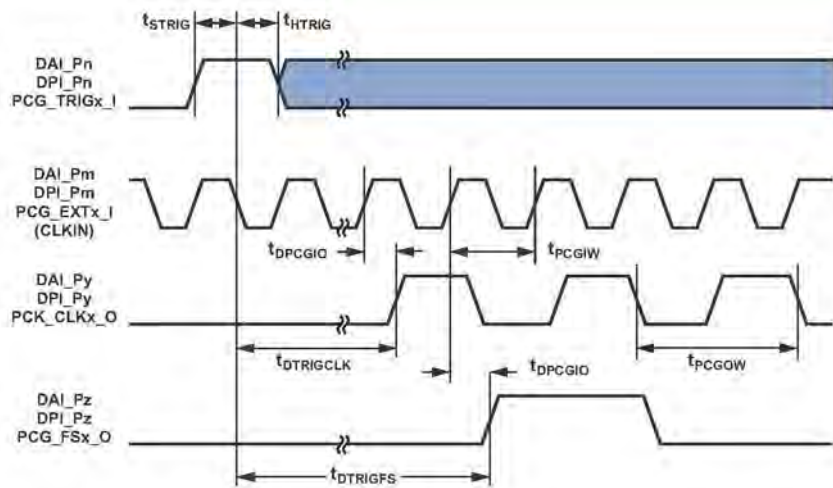 tSTRIG tHTRIG
DAI_Pn
DPI_Pn
PCG_TRIGx_I
DAI_Pm
DPI_Pm
PCG_EXTx_I
(CLKIN)
tDPCGIO tPCGIW
DAI_Py
DPI_Py
PCK_CLKx_O
tDTRIGCLK tDPCGIO tPCGOW
DAI_Pz
DPI_Pz
PCG_FSx_O
tDTRIGFS